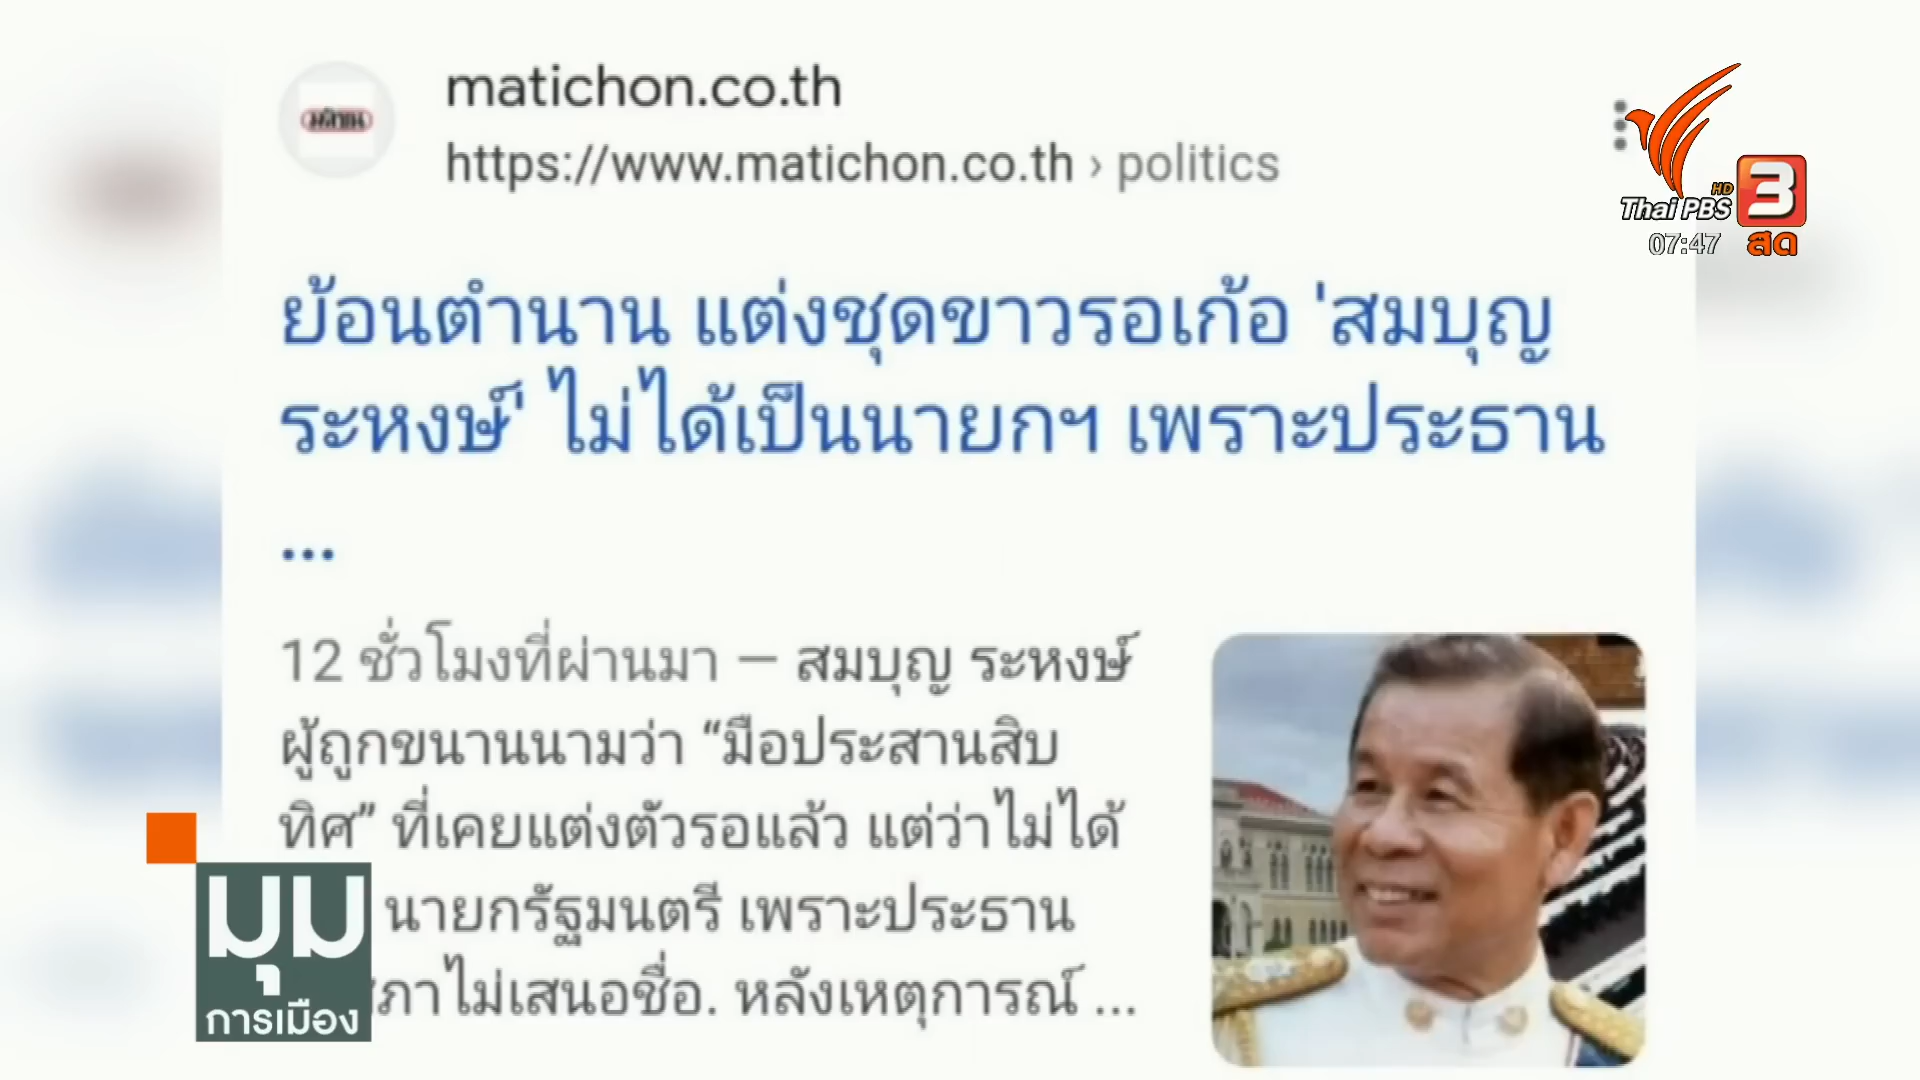 มติชน
matichon.co.th
https://www.matichon.co.th › politics
HD
Thai PBS 3
07:47 สด
ย้อนตำนาน แต่งชุดขาวรอเก้อ 'สมบุญ
ระหงษ์' ไม่ได้เป็นนายกฯ เพราะประธาน
...
12 ชั่วโมงที่ผ่านมา — สมบุญ ระหงษ์
ผู้ถูกขนานนามว่า “มือประสานสิบ
ทิศ” ที่เคยแต่งตัวรอแล้ว แต่ว่าไม่ได้
นายกรัฐมนตรี เพราะประธาน
สภาไม่เสนอชื่อ. หลังเหตุการณ์ ...
มุม
การเมือง